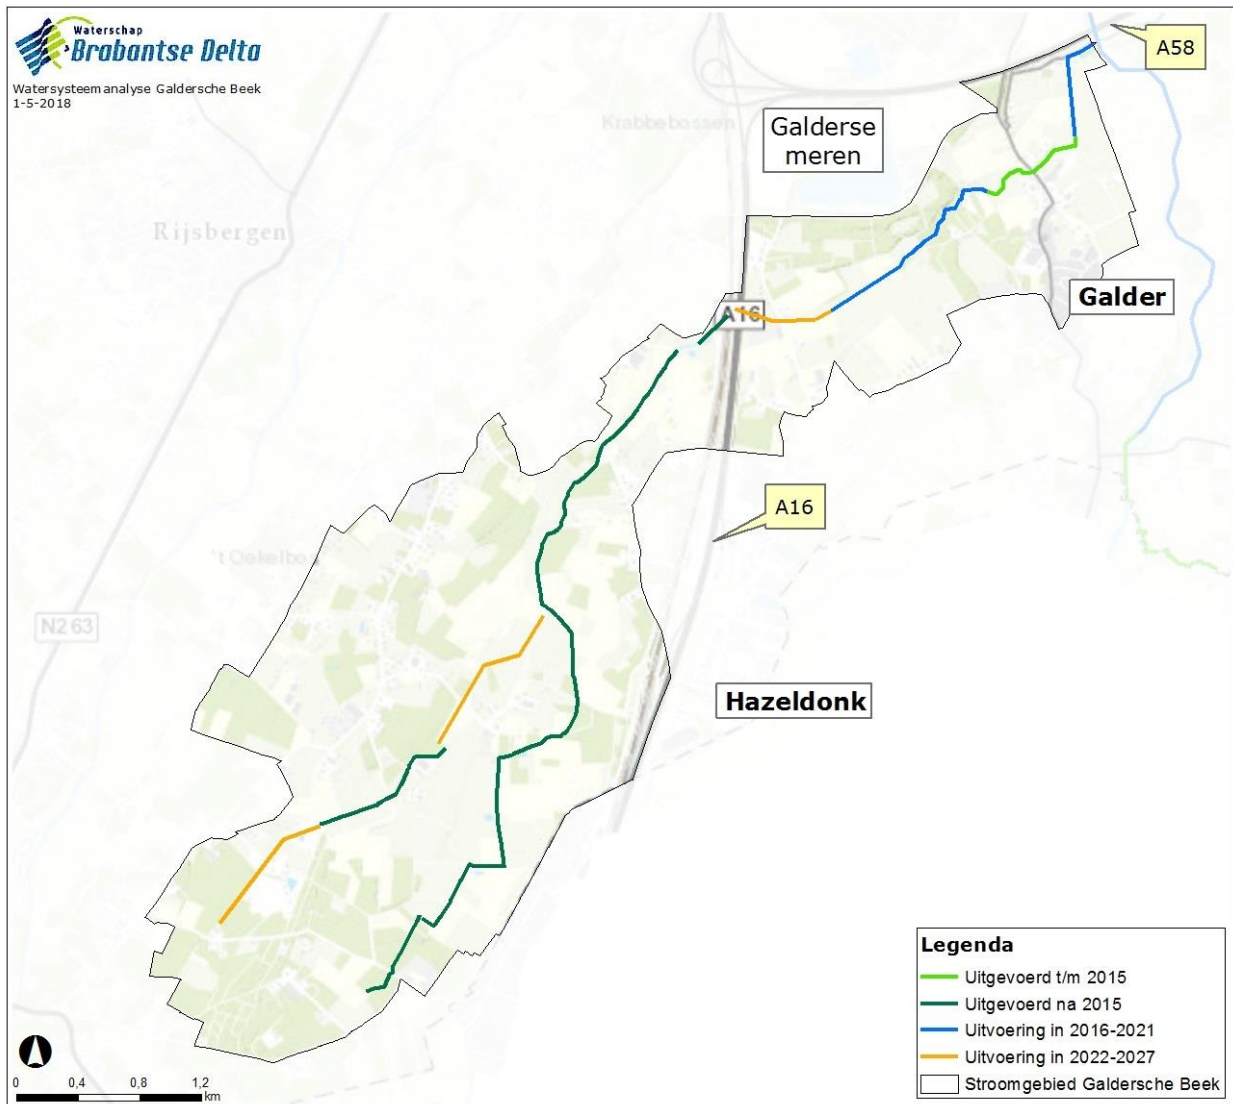 Waterschap
Brabantse Delta
Watersysteemanalyse Galdersche Beek
1-5-2018
A58
Krabbebossen
Galderse
meren
Rijsbergen
Galder
A16
A16
't Oekelbos
N263
Hazeldonk
Legenda
Uitgevoerd t/m 2015
Uitgevoerd na 2015
Uitvoering in 2016-2021
Uitvoering in 2022-2027
Stroomgebied Galdersche Beek
0 0,4 0,8 1,2
km